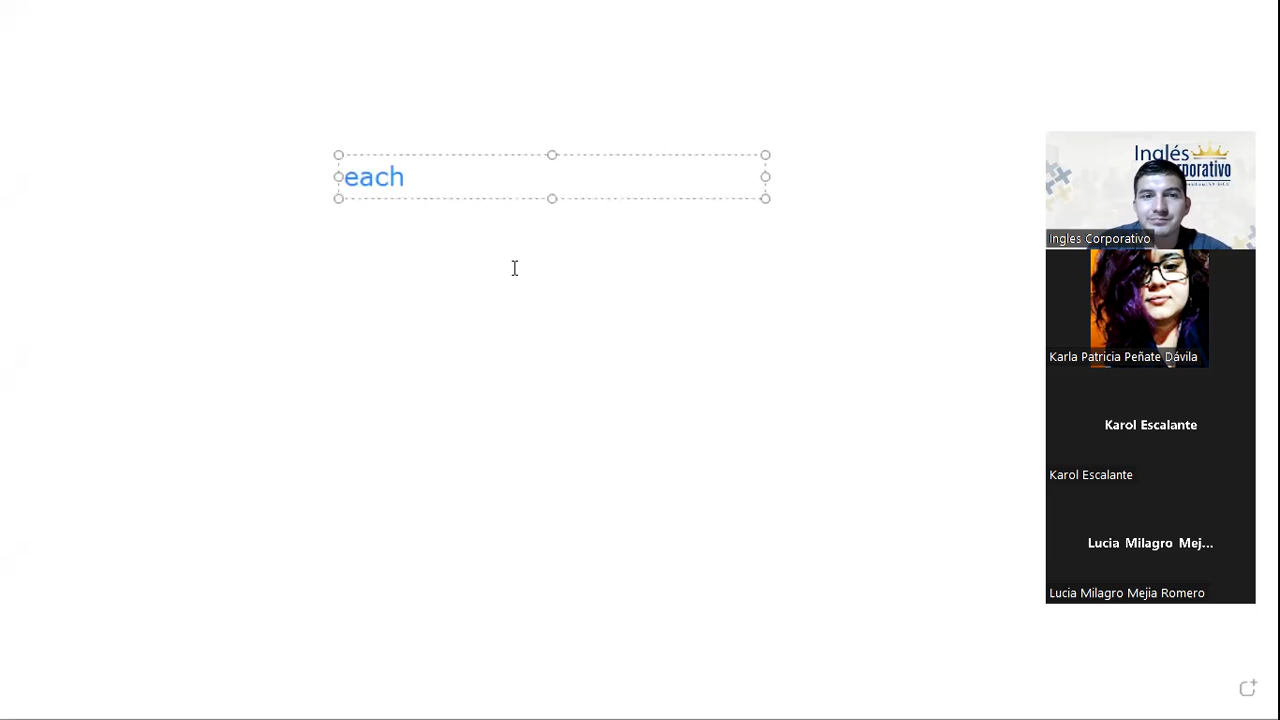 each
Inglés
rporativo
Ingles Corporativo
Karla Patricia Peñate Dávila
Karol Escalante
Karol Escalante
Lucia Milagro Mej...
Lucia Milagro Mejia Romero